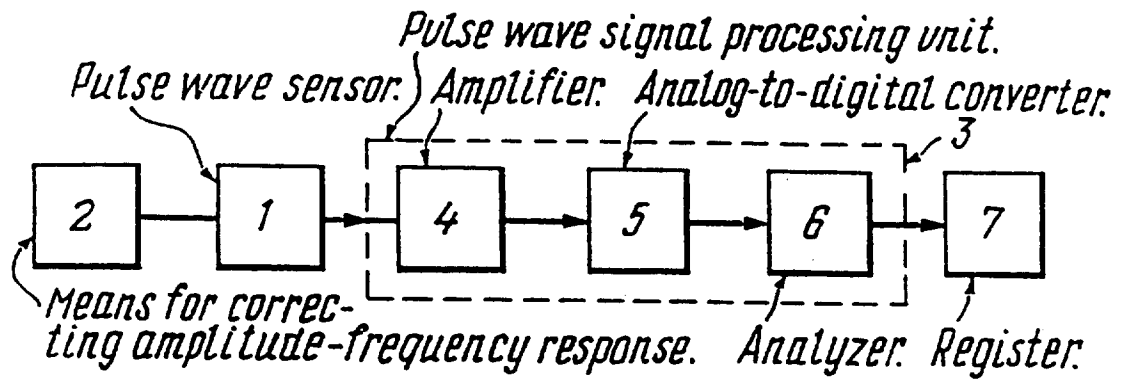 Pulse wave signal processing unit.
Pulse wave sensor. Amplifier. Analog-to-digital converter.
3
2 1 4 5 6 7
Means for correc-
ting amplitude-frequency response. Analyzer. Register.